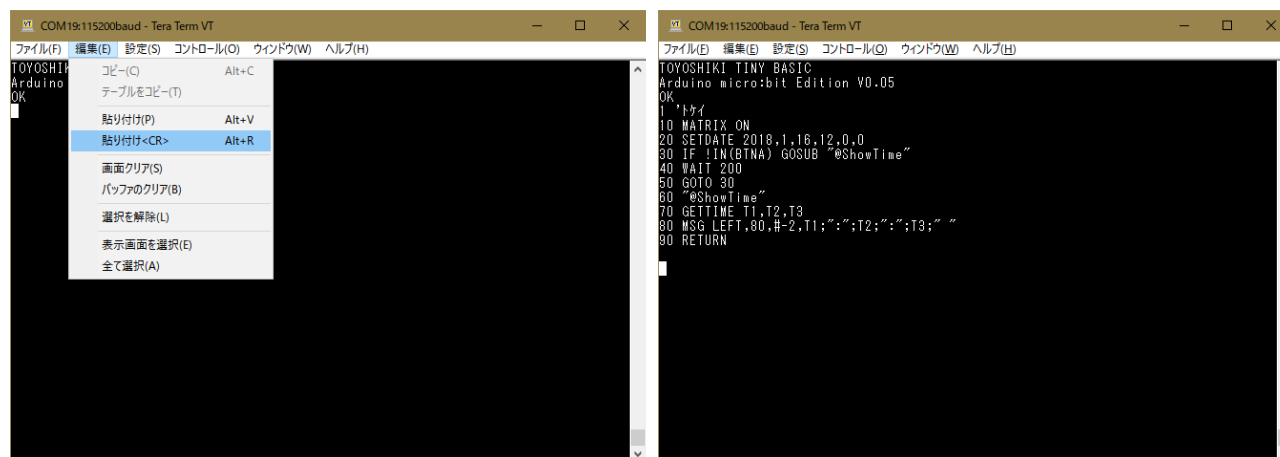 COM19:115200baud - Tera Term VT
ファイル(F) 編集(E) 設定(S) コントロール(O) ウィンドウ(W) ヘルプ(H)
TOYOSHIK
Arduino
OK
コピー(C) Alt+C
テーブルをコピー(T)
貼り付け(P) Alt+V
貼り付け<CR> Alt+R
画面クリア(S)
バッファのクリア(B)
選択を解除(L)
表示画面を選択(E)
全て選択(A)
COM19:115200baud - Tera Term VT
ファイル(F) 編集(E) 設定(S) コントロール(O) ウィンドウ(W) ヘルプ(H)
TOYOSHIKI TINY BASIC
Arduino micro:bit Edition V0.05
OK
1 'ﾄｹｲ
10 MATRIX ON
20 SETDATE 2018,1,16,12,0,0
30 IF !IN(BTNA) GOSUB "@ShowTime"
40 WAIT 200
50 GOTO 30
60 "@ShowTime"
70 GETTIME T1,T2,T3
80 MSG LEFT,80,#-2,T1;":";T2;":";T3;" "
90 RETURN